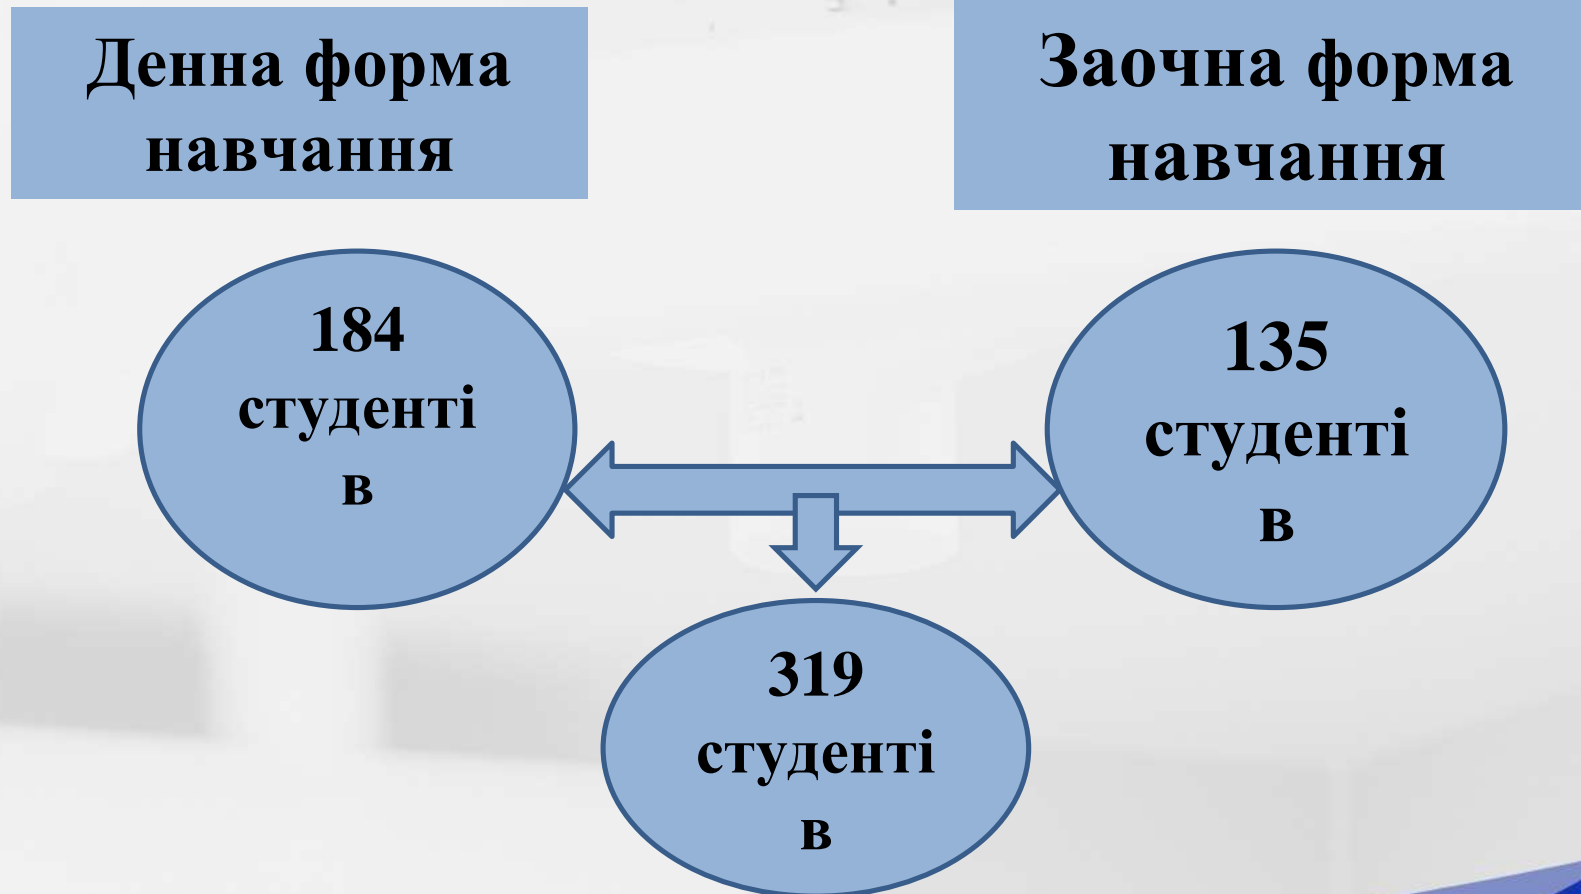 Денна форма
навчання
Заочна форма
навчання
184
студенті
в
135
студенті
в
319
студенті
в